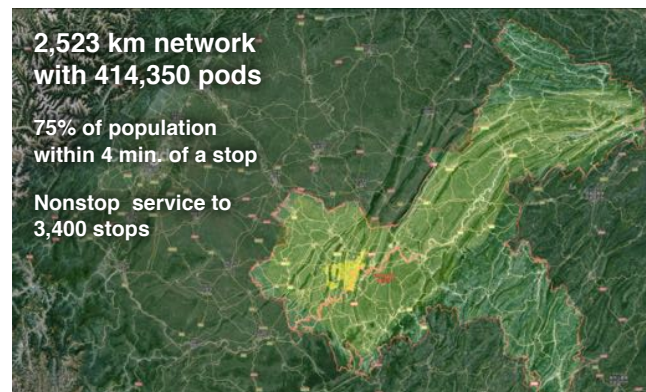 2,523 km network
with 414,350 pods
75% of population
within 4 min. of a stop
Nonstop  service to
3,400 stops